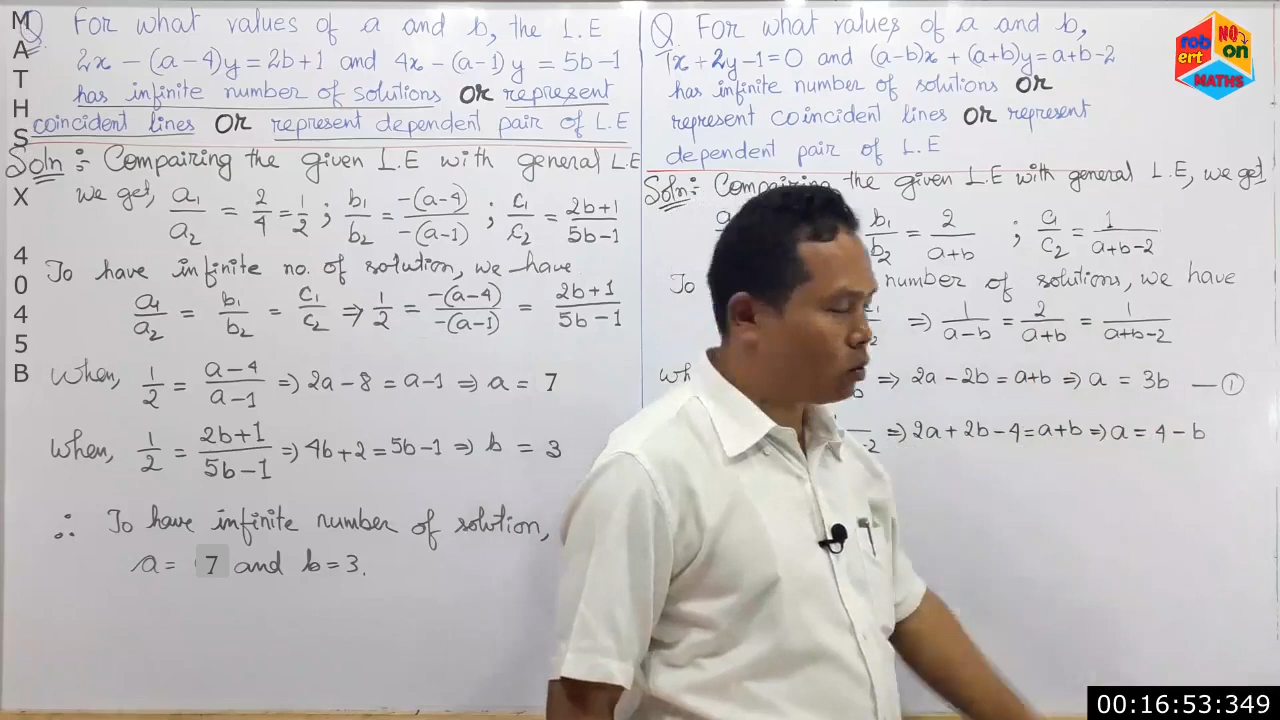 MATHS X 4045B
Q For what values of a and b, the L.E
2x - (a-4)y = 2b+1 and 4x - (a-1)y = 5b-1
has infinite number of solutions OR represent
coincident lines OR represent dependent pair of L.E
Soln :- Compairing the given L.E with general L.E
we get, a₁/a₂ = 2/4 = 1/2 ; b₁/b₂ = -(a-4)/-(a-1) ; c₁/c₂ = 2b+1/5b-1
To have infinite no. of solution, we have
a₁/a₂ = b₁/b₂ = c₁/c₂ ⇒ 1/2 = -(a-4)/-(a-1) = 2b+1/5b-1
When, 1/2 = a-4/a-1 ⇒ 2a-8 = a-1 ⇒ a = 7
When, 1/2 = 2b+1/5b-1 ⇒ 4b+2 = 5b-1 ⇒ b = 3
∴ To have infinite number of solution,
a = 7 and b = 3.
Q For what values of a and b,
x + 2y - 1 = 0 and (a-b)x + (a+b)y = a+b-2
has infinite number of solutions OR
represent coincident lines OR represent
dependent pair of L.E
Soln :- Compairing the given L.E with general L.E, we get
b₁/b₂ = 2/a+b ; c₁/c₂ = 1/a+b-2
To number of solutions, we have
⇒ 1/a-b = 2/a+b = 1/a+b-2
⇒ 2a-2b = a+b ⇒ a = 3b — ①
⇒ 2a+2b-4 = a+b ⇒ a = 4-b
robert
NO on
MATHS
00:16:53:349